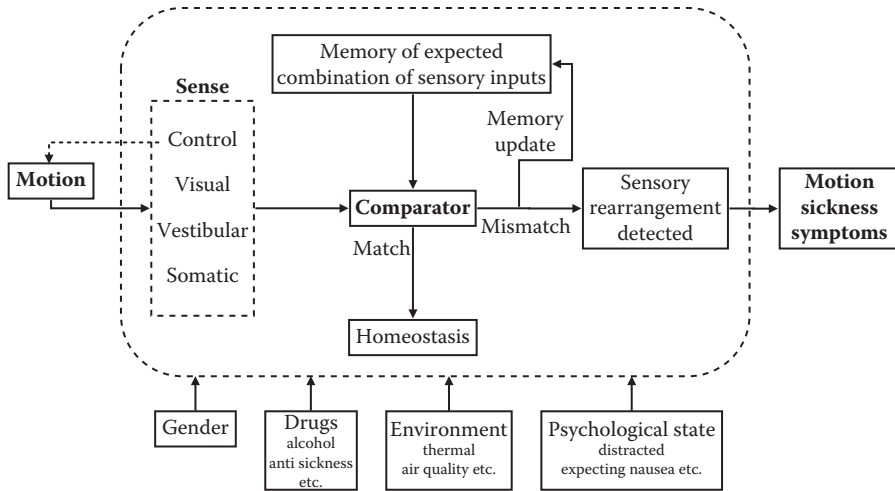 Memory of expected
combination of sensory inputs
Sense
Control
Visual
Vestibular
Somatic
Motion
Memory
update
Comparator
Match
Mismatch
Sensory
rearrangement
detected
Motion
sickness
symptoms
Homeostasis
Gender
Drugs
alcohol
anti sickness
etc.
Environment
thermal
air quality etc.
Psychological state
distracted
expecting nausea etc.